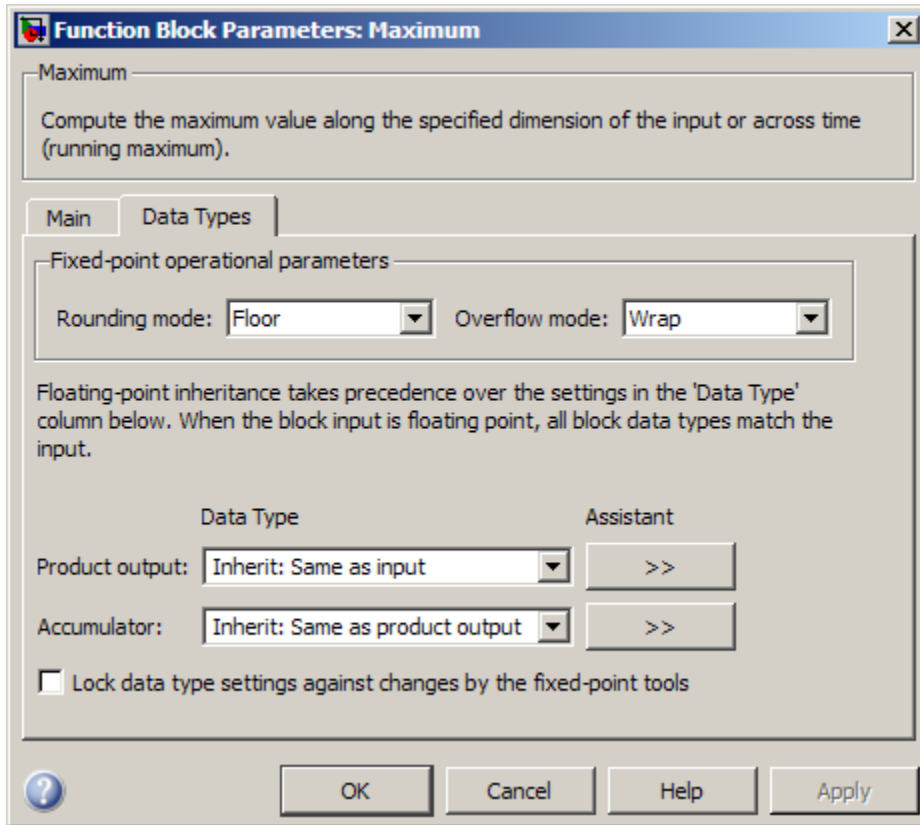 Function Block Parameters: Maximum
Maximum
Compute the maximum value along the specified dimension of the input or across time
(running maximum).
Main Data Types
Fixed-point operational parameters
Rounding mode: Floor Overflow mode: Wrap
Floating-point inheritance takes precedence over the settings in the 'Data Type'
column below. When the block input is floating point, all block data types match the
input.
Data Type Assistant
Product output: Inherit: Same as input >>
Accumulator: Inherit: Same as product output >>
Lock data type settings against changes by the fixed-point tools
? OK Cancel Help Apply